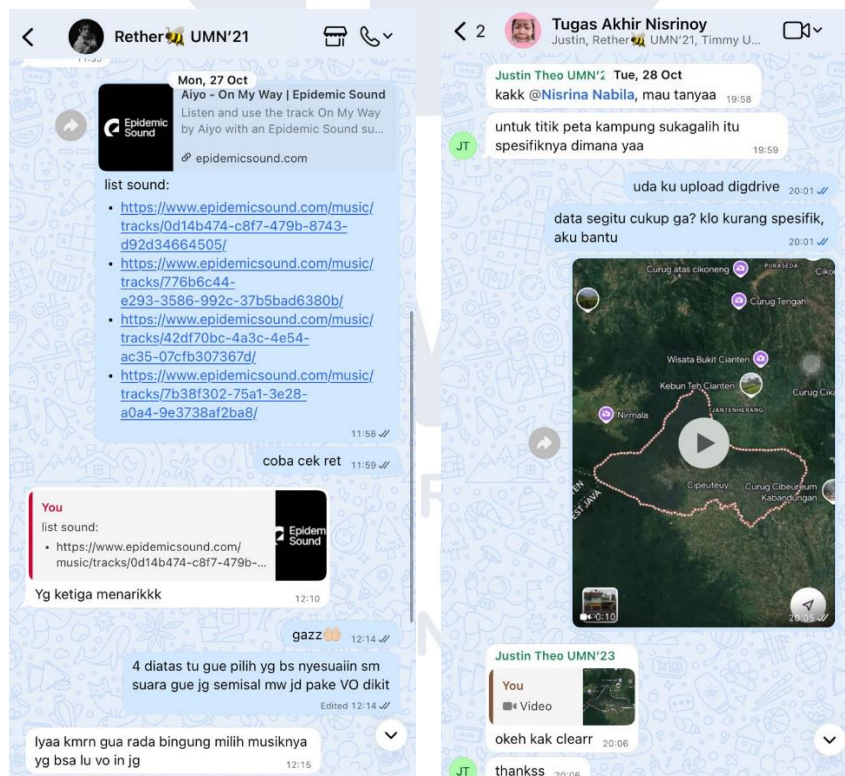 Rether🐝 UMN'21
11:55
Mon, 27 Oct
Epidemic
Sound
Aiyo - On My Way | Epidemic Sound
Listen and use the track On My Way
by Aiyo with an Epidemic Sound su...
epidemicsound.com
list sound:
• https://www.epidemicsound.com/music/
tracks/0d14b474-c8f7-479b-8743-
d92d34664505/
• https://www.epidemicsound.com/music/
tracks/776b6c44-
e293-3586-992c-37b5bad6380b/
• https://www.epidemicsound.com/music/
tracks/42df70bc-4a3c-4e54-
ac35-07cfb307367d/
• https://www.epidemicsound.com/music/
tracks/7b38f302-75a1-3e28-
a0a4-9e3738af2ba8/
11:58
coba cek ret 11:59
You
list sound:
• https://www.epidemicsound.com/
music/tracks/0d14b474-c8f7-479b-...
Epidem
Sound
Yg ketiga menarikkk
12:10
gazz🫶🏻 12:14
4 diatas tu gue pilih yg bs nyesuaiin sm
suara gue jg semisal mw jd pake VO dikit
Edited 12:14
Iyaa kmrn gua rada bingung milih musiknya
yg bsa lu vo in jg
12:15
2
Tugas Akhir Nisrinoy
Justin, Rether🐝 UMN'21, Timmy U...
Justin Theo UMN'2
Tue, 28 Oct
kakk @Nisrina Nabila, mau tanyaa 19:58
untuk titik peta kampung sukagalih itu
spesifiknya dimana yaa
19:59
JT
uda ku upload digdrive 20:01
data segitu cukup ga? klo kurang spesifik,
aku bantu
20:01
Curug atas cikoneng
PURASEDA
Curug Tengah
Wisata Bukit Cianten
Kebun Teh Cianten
Curug Cik
Nirmala
Cipeuteuy
Curug Cibeureum
Kabandungan
EST JAVA
0:10
20:05
Justin Theo UMN'23
You
Video
okeh kak clearr 20:06
JT
thankss 20:06